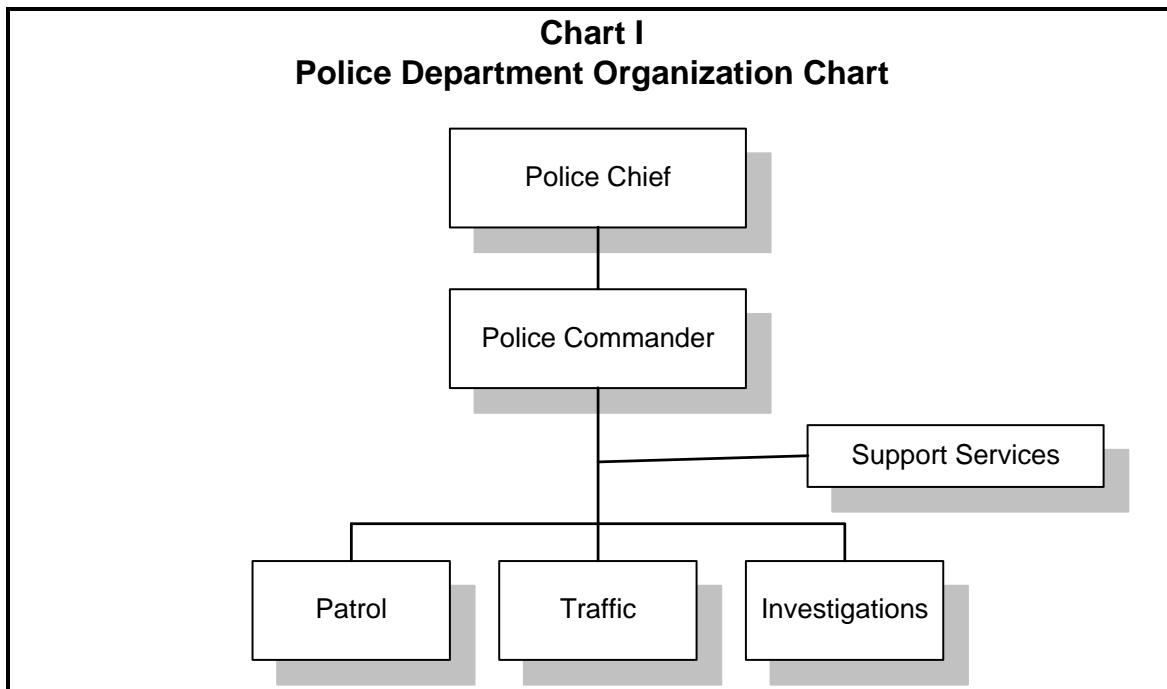 Chart I
Police Department Organization Chart
Police Chief
Police Commander
Support Services
Patrol
Traffic
Investigations